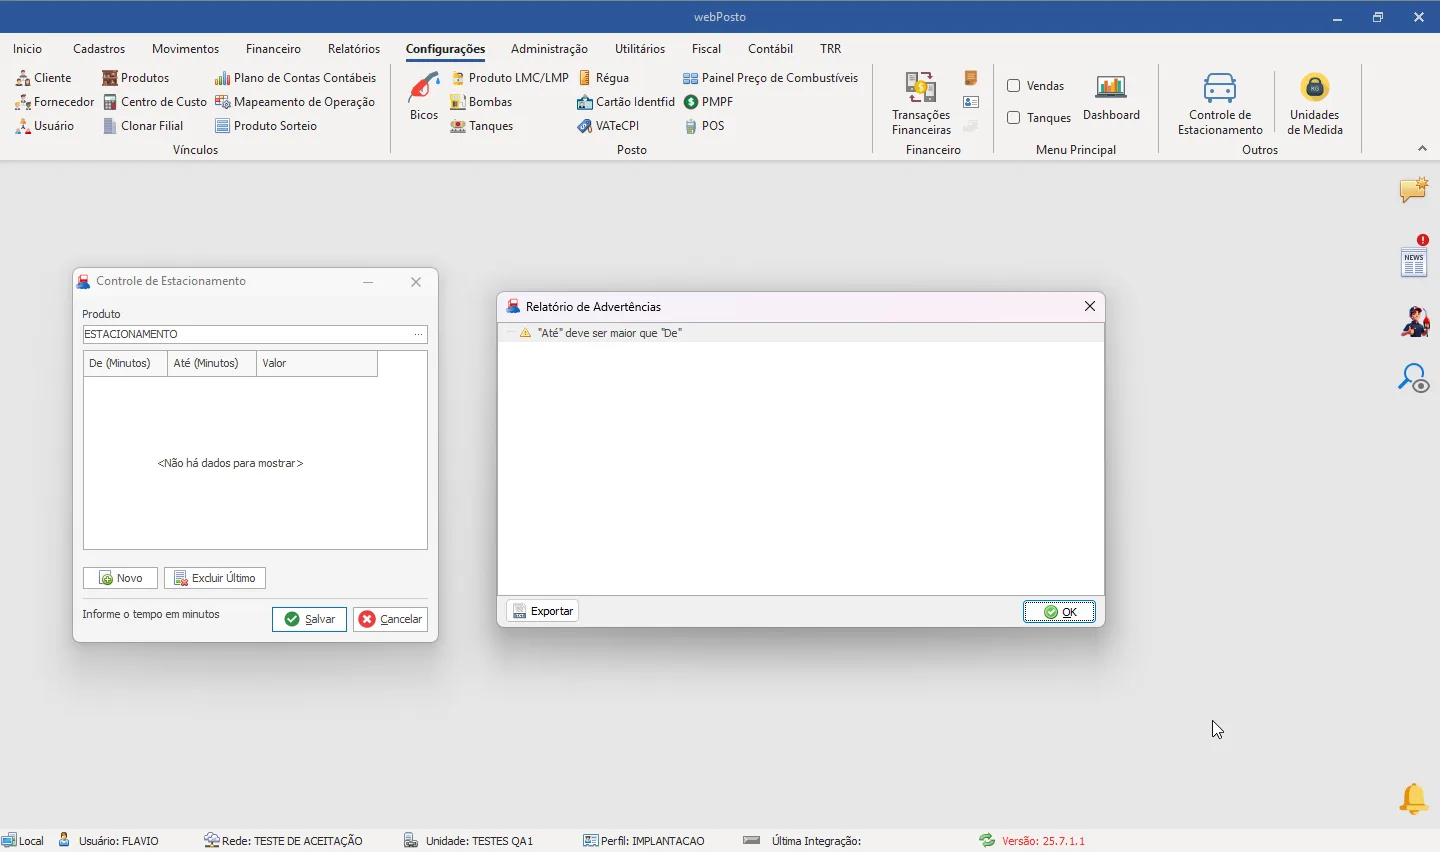 webPosto
Inicio Cadastros Movimentos Financeiro Relatórios Configurações Administração Utilitários Fiscal Contábil TRR
Cliente Produtos Plano de Contas Contábeis
Fornecedor Centro de Custo Mapeamento de Operação
Usuário Clonar Filial Produto Sorteio
Vínculos
Bicos
Produto LMC/LMP Régua Painel Preço de Combustíveis
Bombas Cartão Identfid PMPF
Tanques VATeCPI POS
Posto
Transações
Financeiras
Financeiro
Vendas
Tanques
Dashboard
Menu Principal
Controle de
Estacionamento
Unidades
de Medida
Outros
NEWS
Controle de Estacionamento
Produto
ESTACIONAMENTO ...
De (Minutos) Até (Minutos) Valor
<Não há dados para mostrar>
Novo Excluir Último
Informe o tempo em minutos
Salvar Cancelar
Relatório de Advertências
"Até" deve ser maior que "De"
Exportar OK
Local Usuário: FLAVIO Rede: TESTE DE ACEITAÇÃO Unidade: TESTES QA1 Perfil: IMPLANTACAO Última Integração: Versão: 25.7.1.1